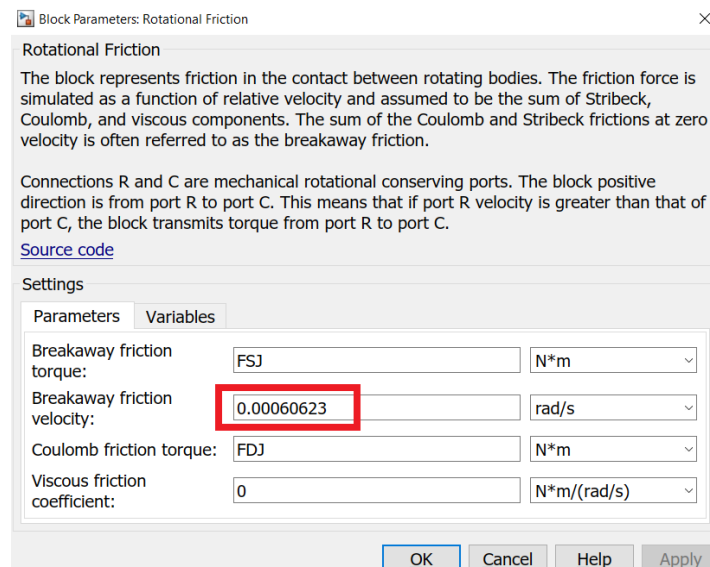 Block Parameters: Rotational Friction
Rotational Friction
The block represents friction in the contact between rotating bodies. The friction force is
simulated as a function of relative velocity and assumed to be the sum of Stribeck,
Coulomb, and viscous components. The sum of the Coulomb and Stribeck frictions at zero
velocity is often referred to as the breakaway friction.
Connections R and C are mechanical rotational conserving ports. The block positive
direction is from port R to port C. This means that if port R velocity is greater than that of
port C, the block transmits torque from port R to port C.
Source code
Settings
Parameters Variables
Breakaway friction
torque: FSJ N*m
Breakaway friction
velocity: 0.00060623 rad/s
Coulomb friction torque: FDJ N*m
Viscous friction
coefficient: 0 N*m/(rad/s)
OK Cancel Help Apply